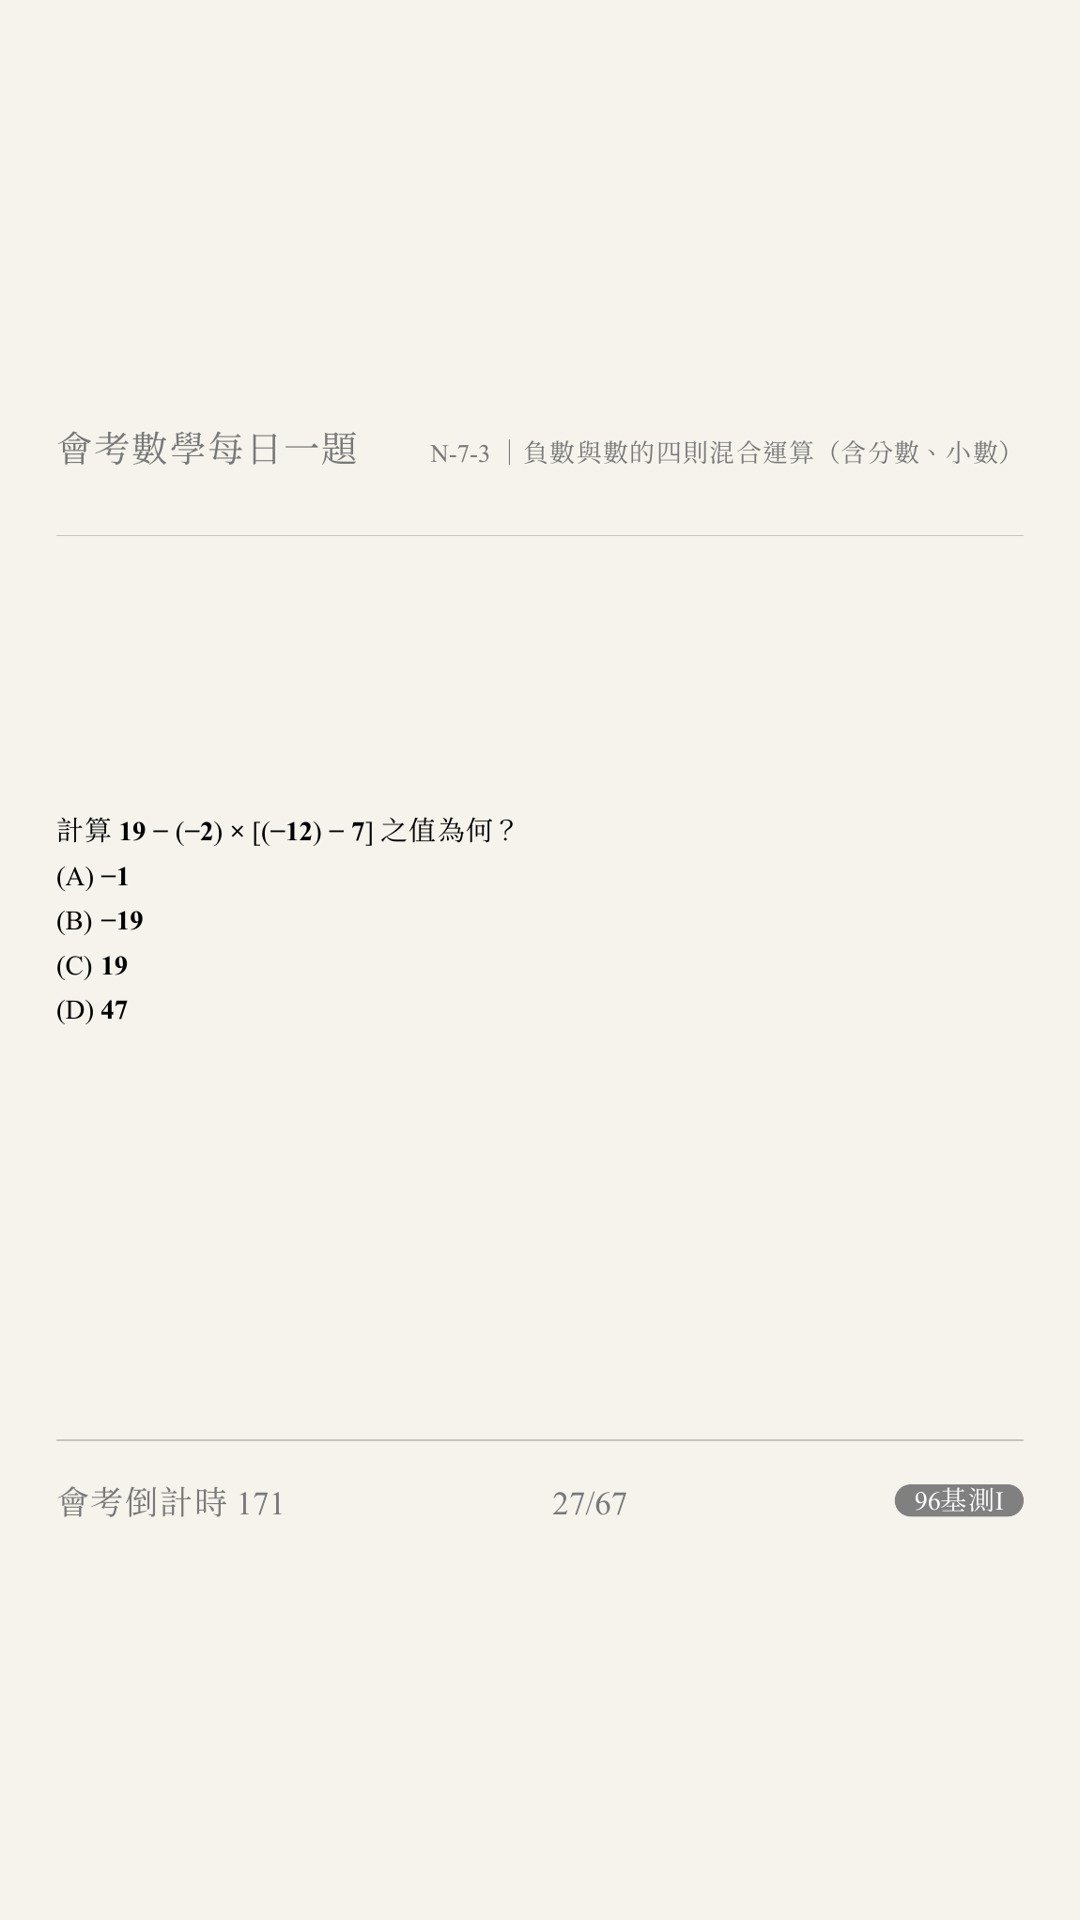 會考數學每日一題
N-7-3｜負數與數的四則混合運算（含分數、小數）
計算 19 − (−2) × [(−12) − 7] 之值為何？
(A) −1
(B) −19
(C) 19
(D) 47
會考倒計時 171
27/67
96基測I